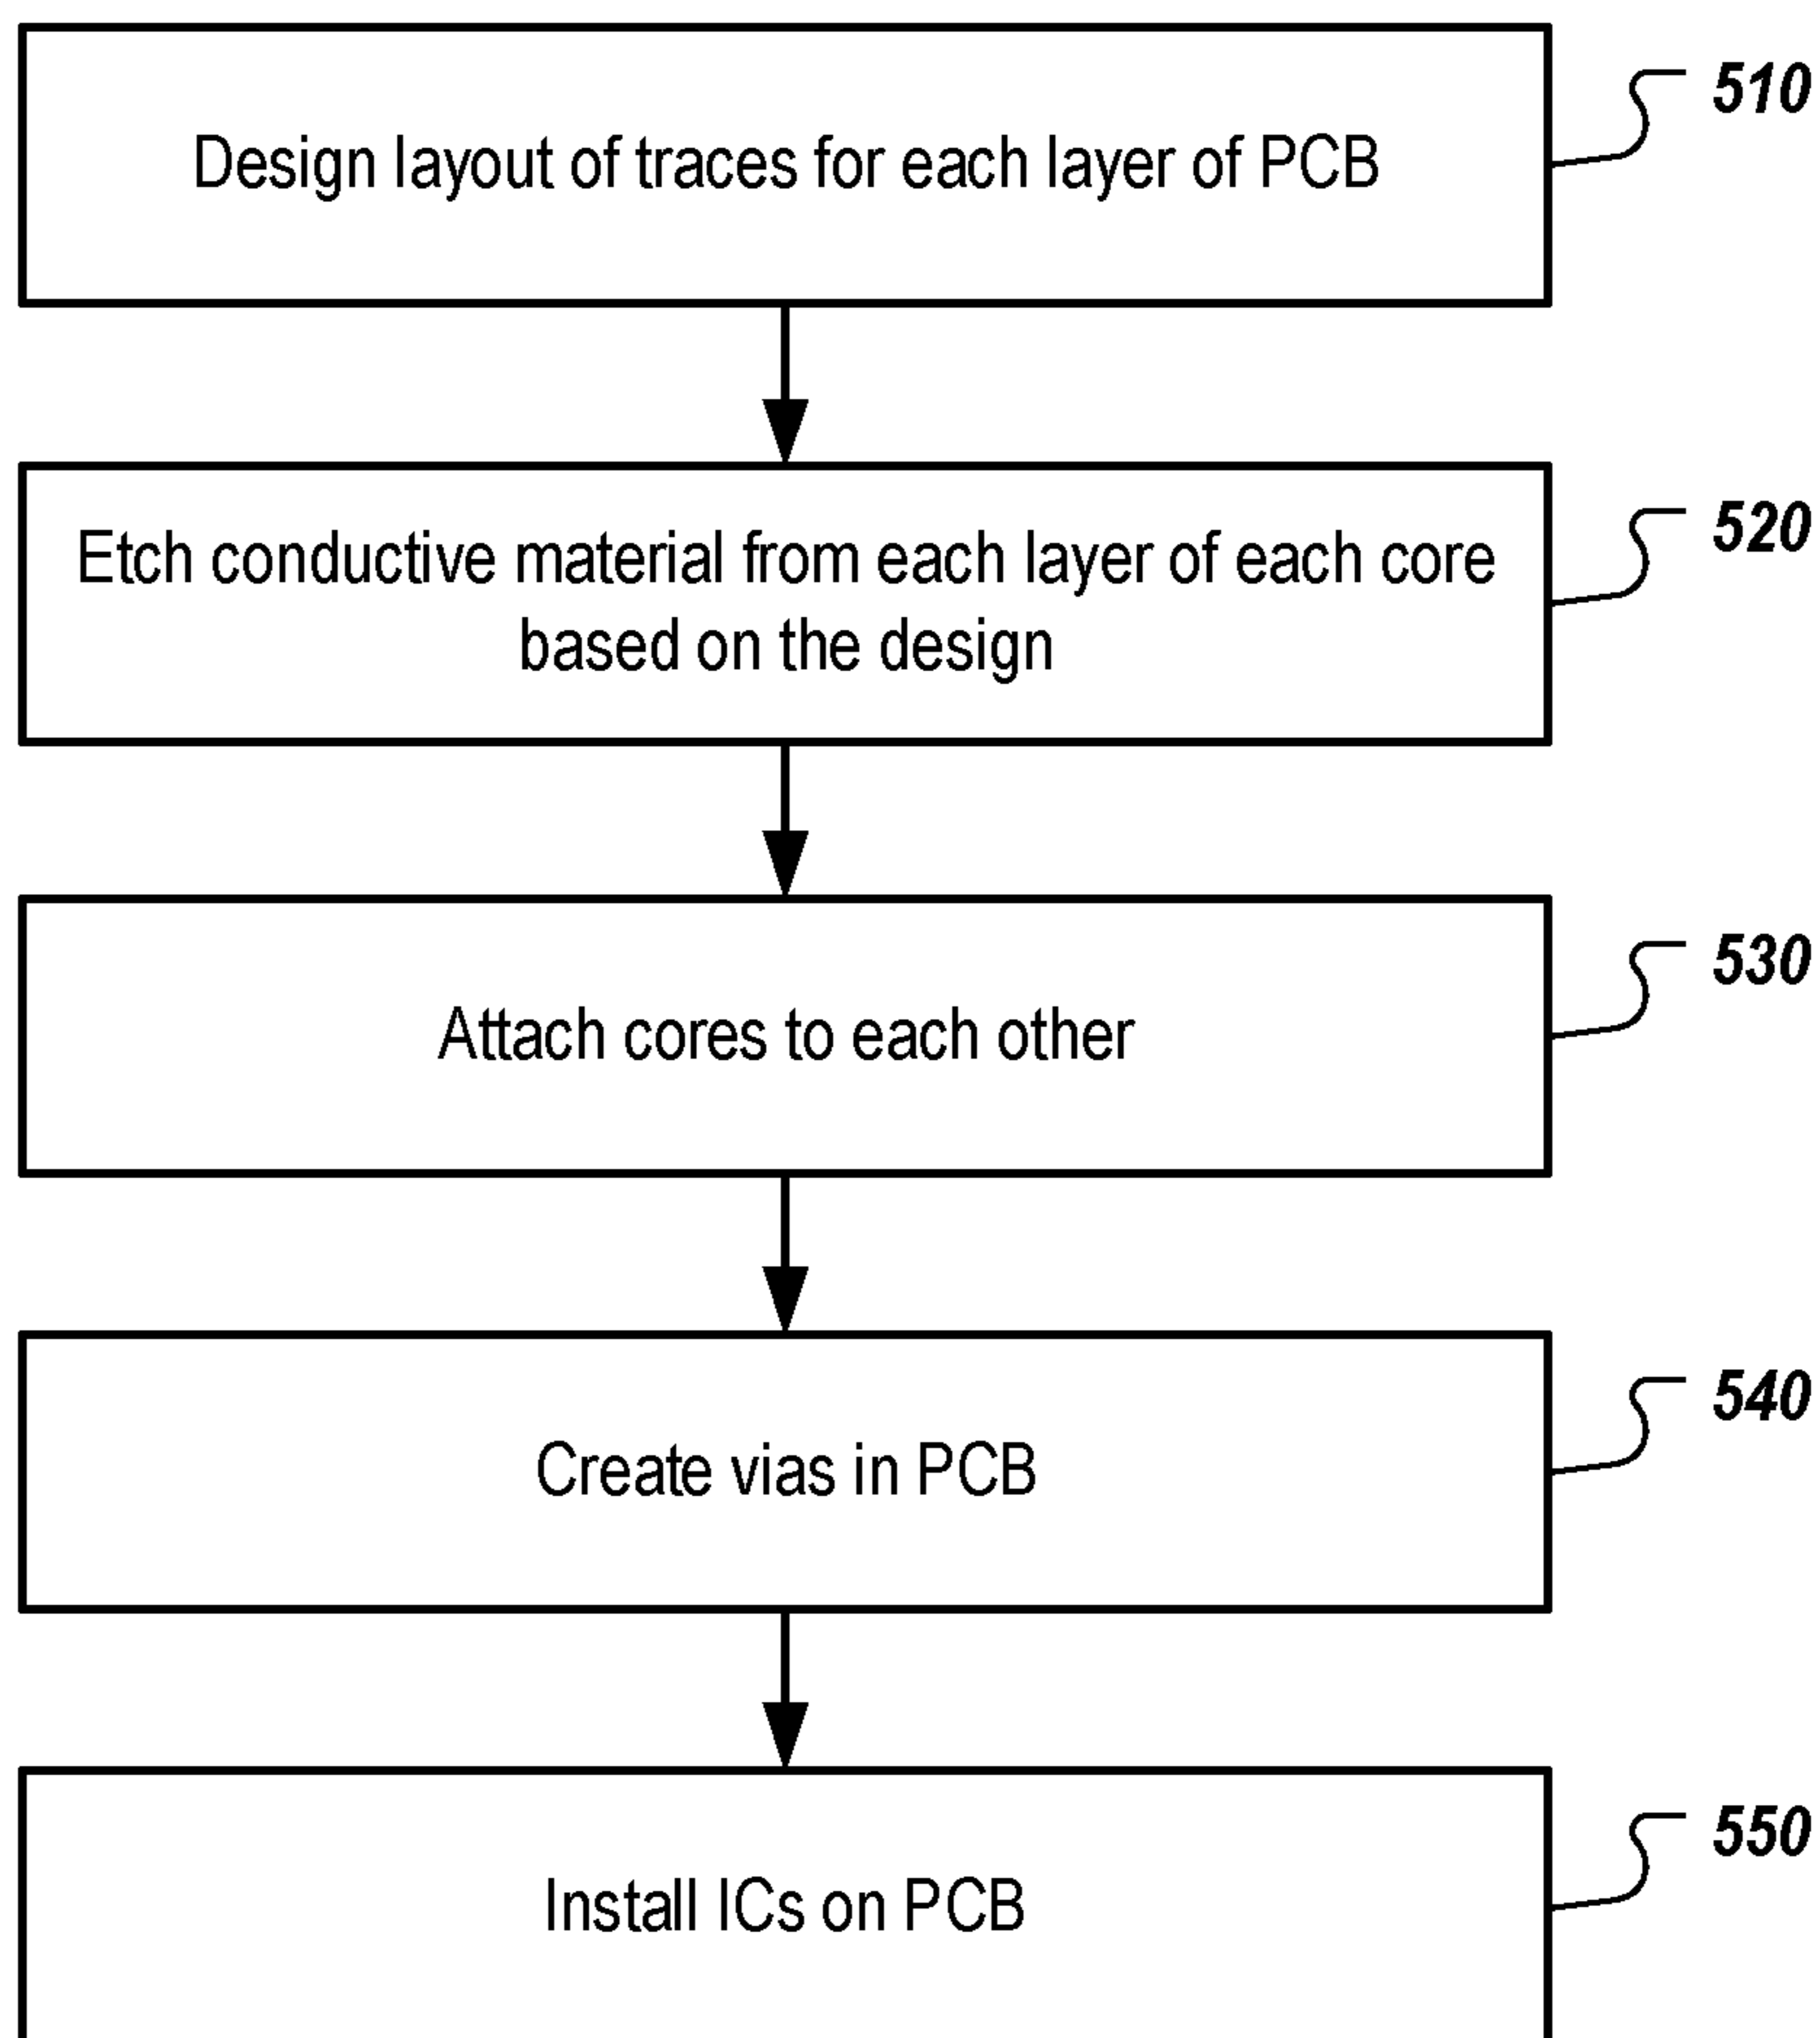 Design layout of traces for each layer of PCB
510
Etch conductive material from each layer of each core
based on the design
520
Attach cores to each other
530
Create vias in PCB
540
Install ICs on PCB
550